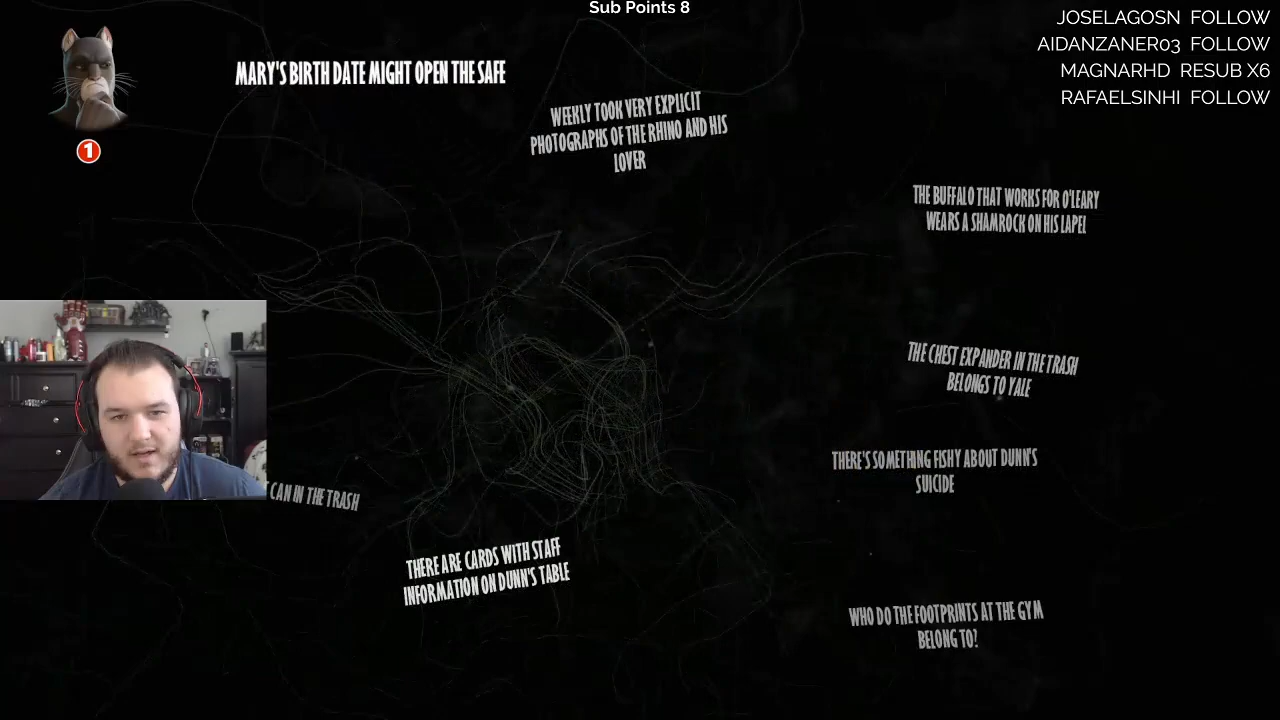 Sub Points 8
JOSELAGOSN FOLLOW
AIDANZANER03 FOLLOW
MAGNARHD RESUB X6
RAFAELSINHI FOLLOW
MARY'S BIRTH DATE MIGHT OPEN THE SAFE
1
WEEKLY TOOK VERY EXPLICIT
PHOTOGRAPHS OF THE RHINO AND HIS
LOVER
THE BUFFALO THAT WORKS FOR O'LEARY
WEARS A SHAMROCK ON HIS LAPEL
THE CHEST EXPANDER IN THE TRASH
BELONGS TO YALE
THERE'S SOMETHING FISHY ABOUT DUNN'S
SUICIDE
CAN IN THE TRASH
THERE ARE CARDS WITH STAFF
INFORMATION ON DUNN'S TABLE
WHO DO THE FOOTPRINTS AT THE GYM
BELONG TO?